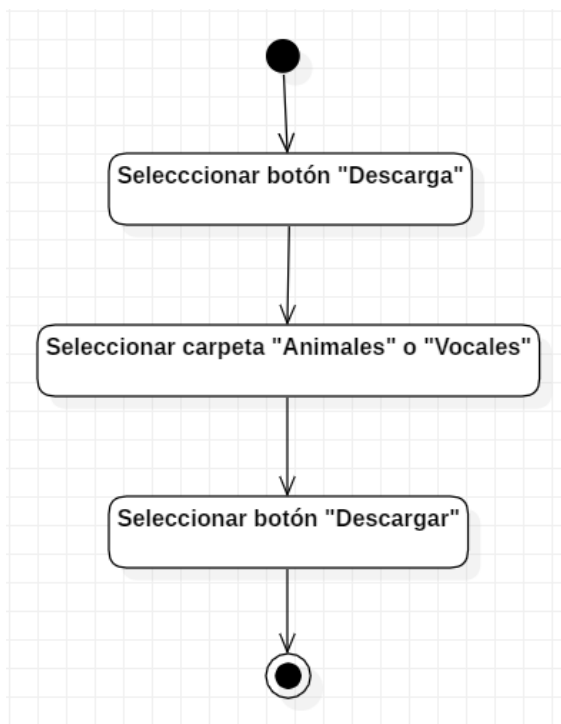 Selecccionar botón "Descarga"
Seleccionar carpeta "Animales" o "Vocales"
Seleccionar botón "Descargar"